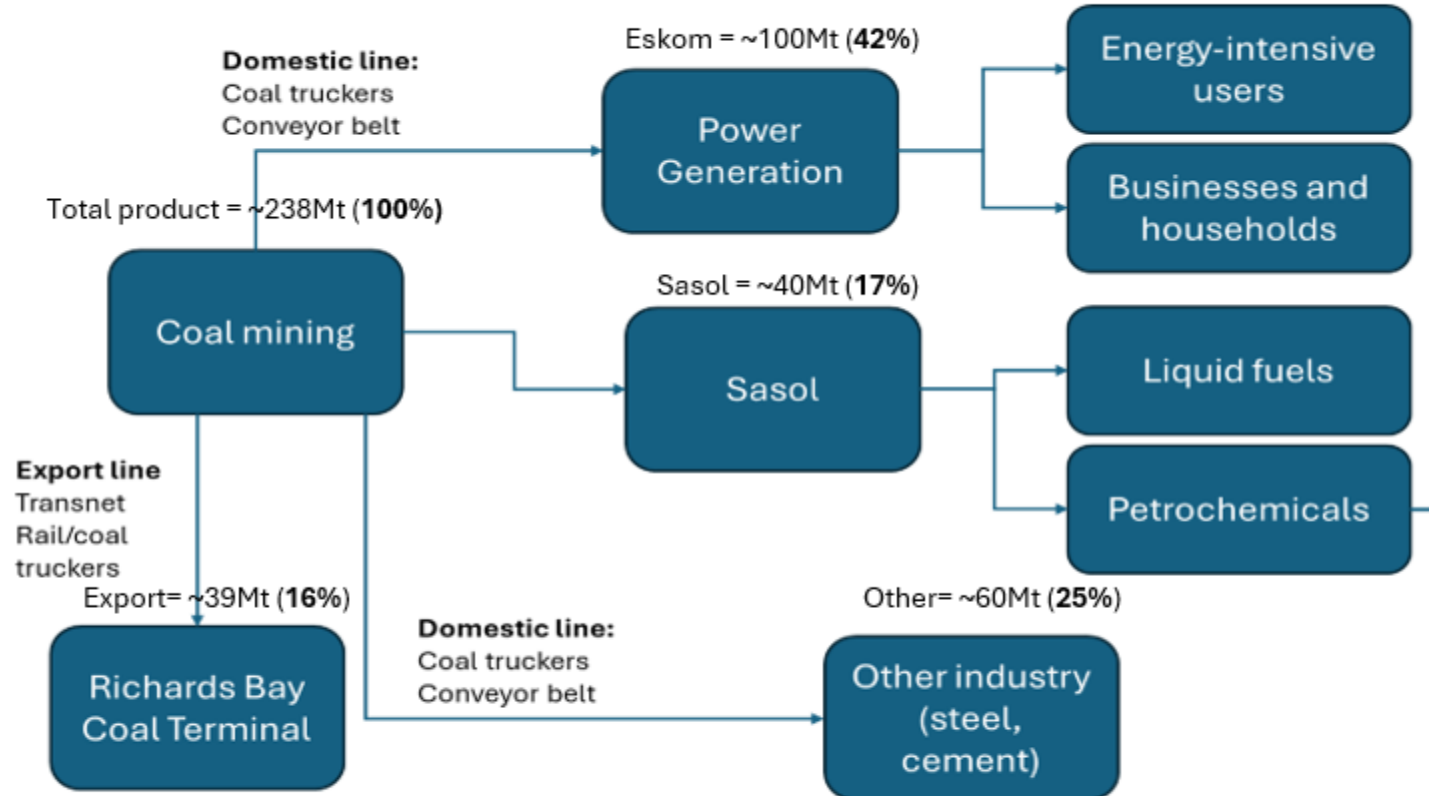 Eskom = ~100Mt (42%)
Domestic line:
Coal truckers
Conveyor belt
Power
Generation
Energy-intensive
users
Businesses and
households
Total product = ~238Mt (100%)
Coal mining
Sasol = ~40Mt (17%)
Sasol
Liquid fuels
Petrochemicals
Export line
Transnet
Rail/coal
truckers
Export= ~39Mt (16%)
Richards Bay
Coal Terminal
Domestic line:
Coal truckers
Conveyor belt
Other= ~60Mt (25%)
Other industry
(steel,
cement)